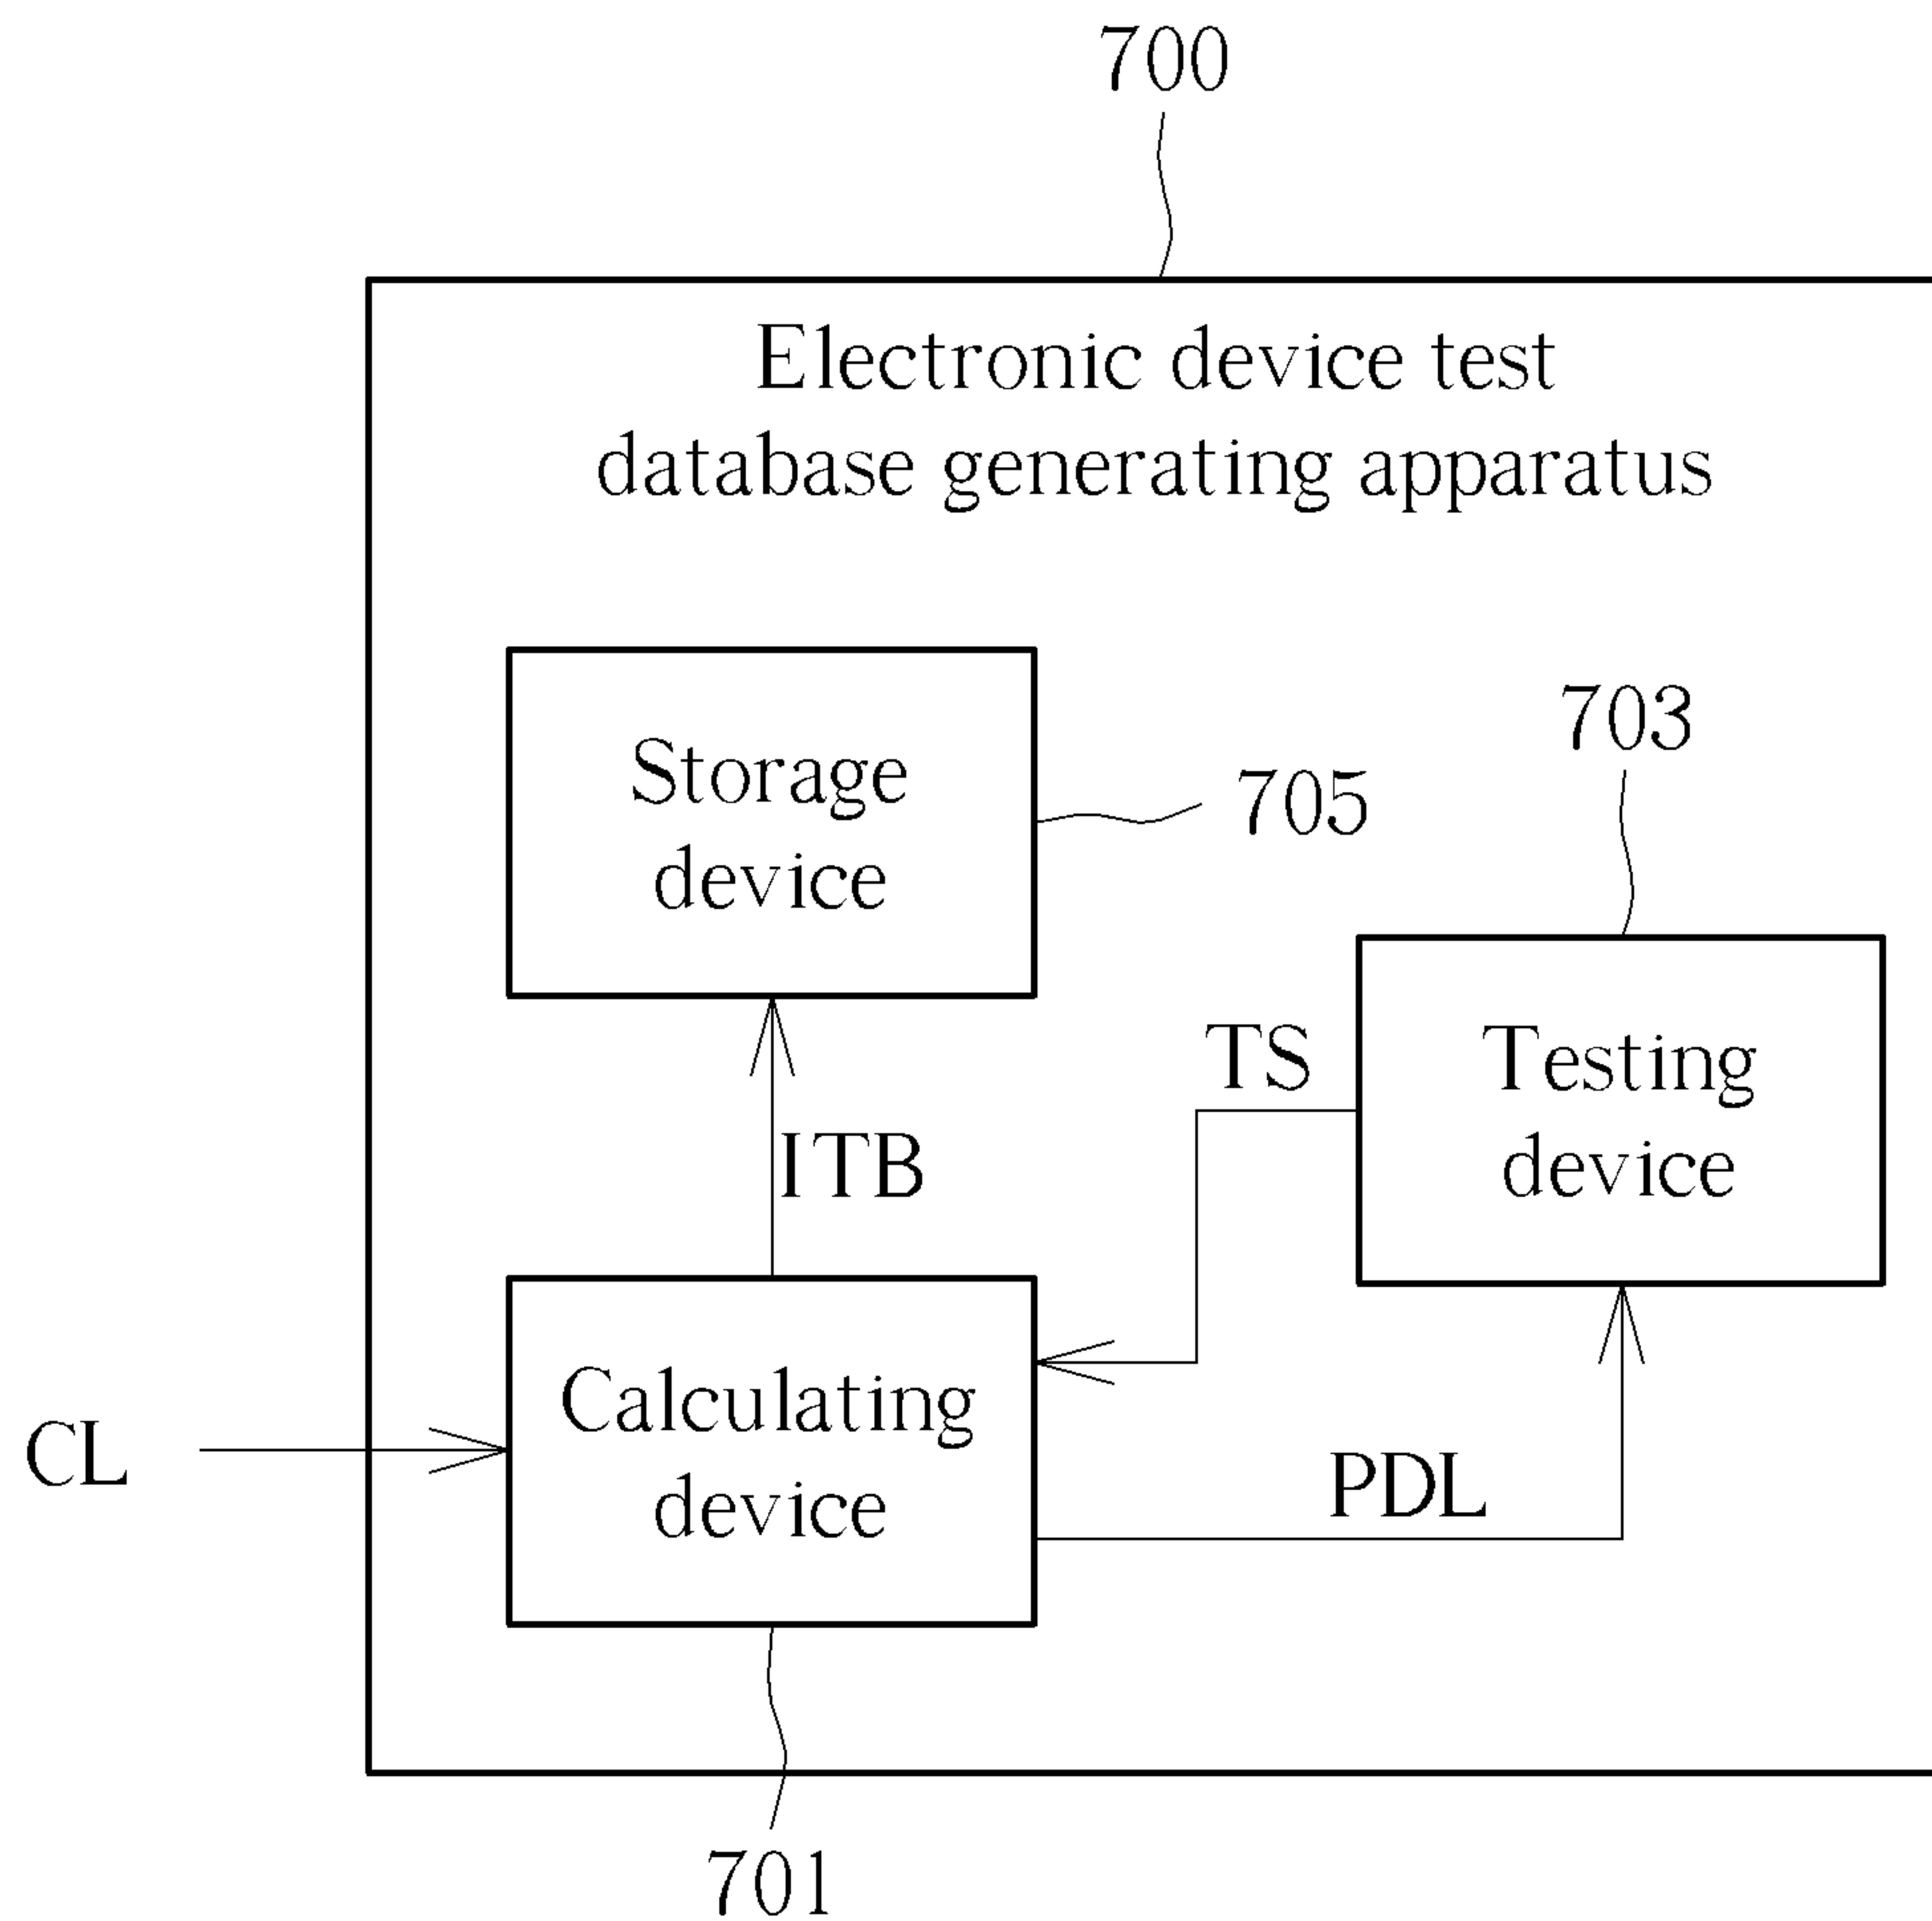 700
Electronic device test
database generating apparatus
703
705
Storage
device
TS
Testing
device
ITB
Calculating
device
CL
PDL
701